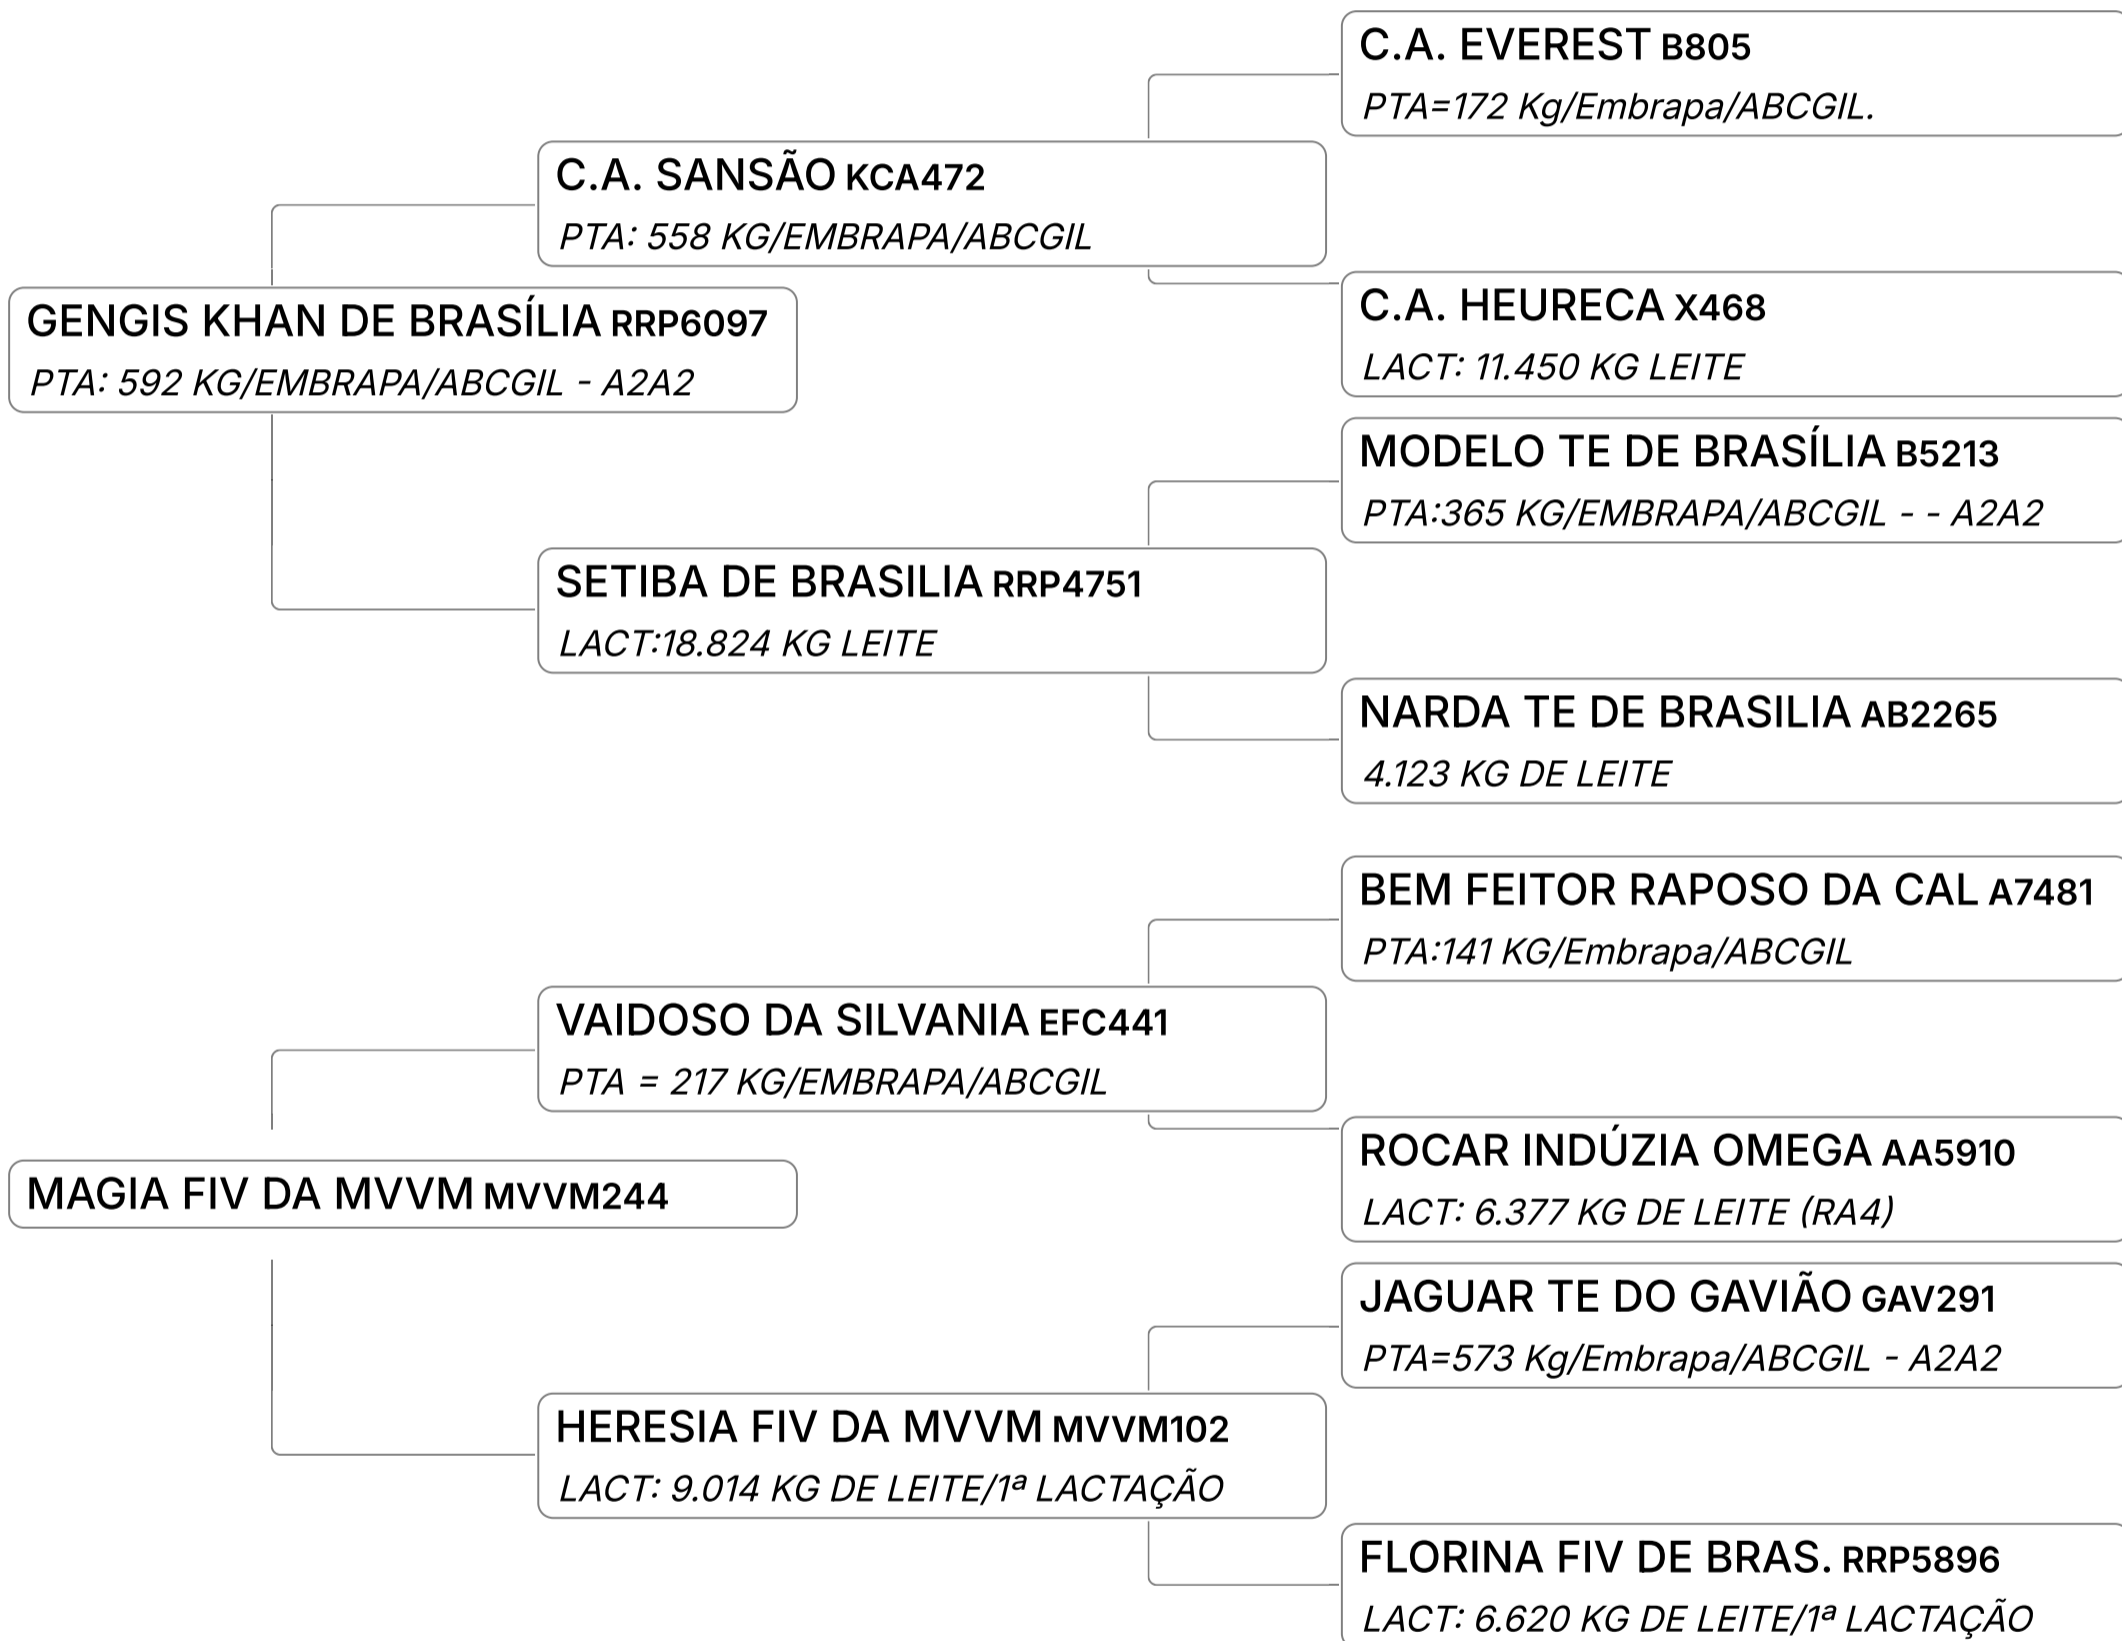 C.A. EVEREST B805
PTA=172 Kg/Embrapa/ABCGIL.
C.A. SANSÃO KCA472
PTA: 558 KG/EMBRAPA/ABCGIL
C.A. HEURECA X468
LACT: 11.450 KG LEITE
GENGIS KHAN DE BRASÍLIA RRP6097
PTA: 592 KG/EMBRAPA/ABCGIL - A2A2
MODELO TE DE BRASÍLIA B5213
PTA:365 KG/EMBRAPA/ABCGIL - - A2A2
SETIBA DE BRASILIA RRP4751
LACT:18.824 KG LEITE
NARDA TE DE BRASILIA AB2265
4.123 KG DE LEITE
BEM FEITOR RAPOSO DA CAL A7481
PTA:141 KG/Embrapa/ABCGIL
VAIDOSO DA SILVANIA EFC441
PTA = 217 KG/EMBRAPA/ABCGIL
ROCAR INDÚZIA OMEGA AA5910
LACT: 6.377 KG DE LEITE (RA4)
MAGIA FIV DA MVVM MVVM244
JAGUAR TE DO GAVIÃO GAV291
PTA=573 Kg/Embrapa/ABCGIL - A2A2
HERESIA FIV DA MVVM MVVM102
LACT: 9.014 KG DE LEITE/1ª LACTAÇÃO
FLORINA FIV DE BRAS. RRP5896
LACT: 6.620 KG DE LEITE/1ª LACTAÇÃO